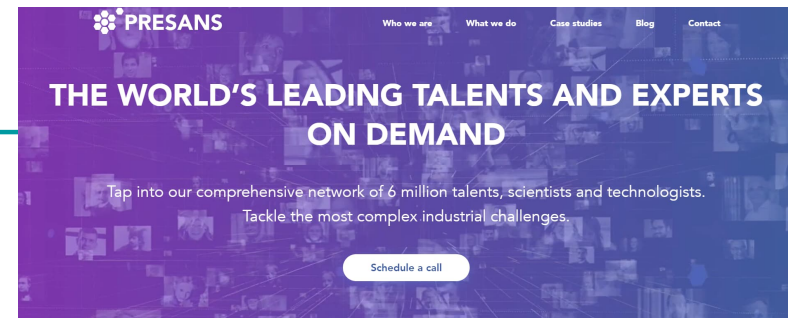 PRESANS
Who we are What we do Case studies Blog Contact
THE WORLD'S LEADING TALENTS AND EXPERTS
ON DEMAND
Tap into our comprehensive network of 6 million talents, scientists and technologists.
Tackle the most complex industrial challenges.
Schedule a call